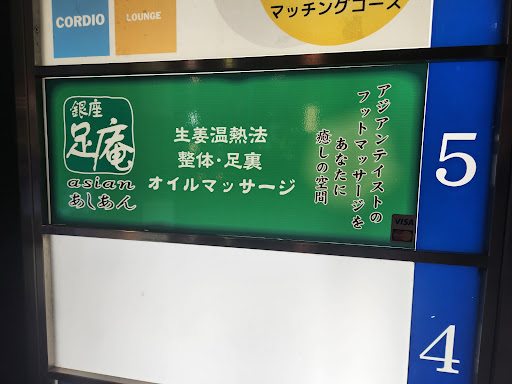 CORDIO
LOUNGE
マッチングコース
銀座
足庵
asian
あしあん
生姜温熱法
整体・足裏
オイルマッサージ
アジアンテイストの
フットマッサージを
あなたに
癒しの空間
VISA
5
4